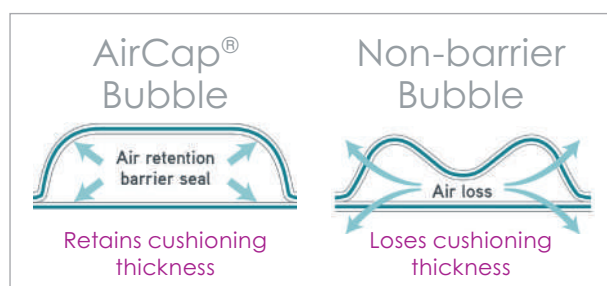 AirCap®
Bubble
Air retention
barrier seal
Retains cushioning
thickness
Non-barrier
Bubble
Air loss
Loses cushioning
thickness